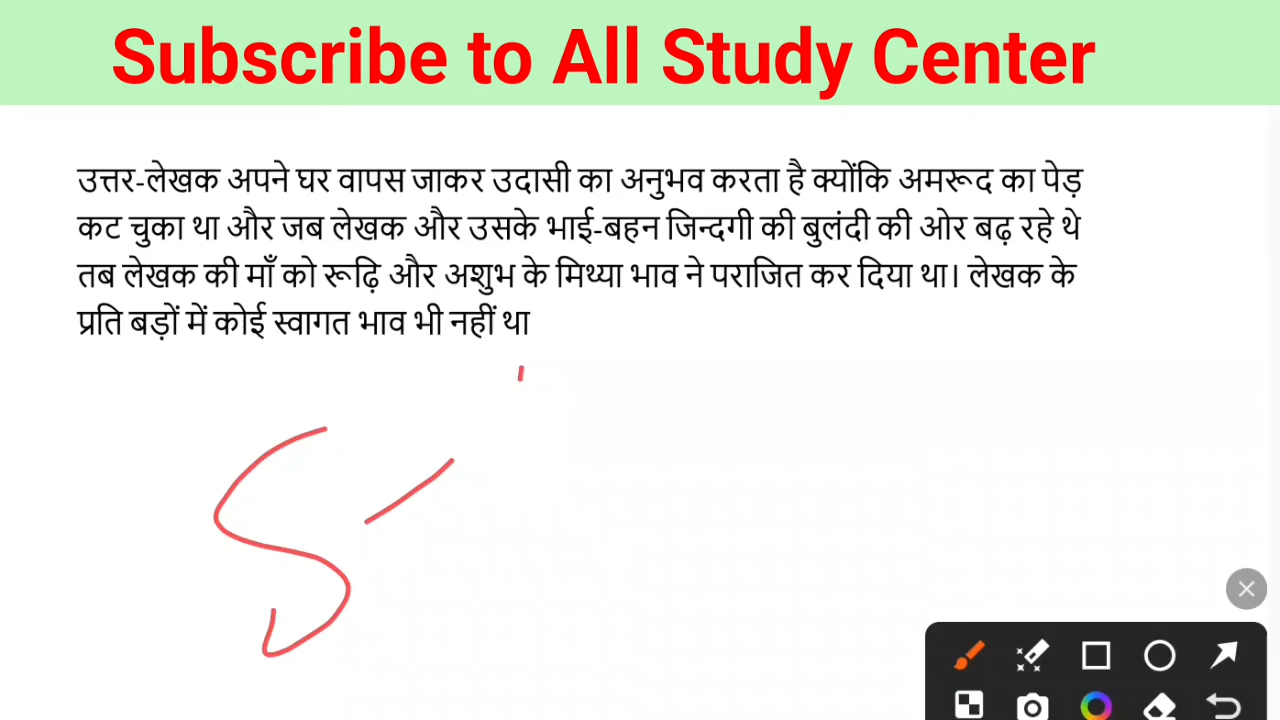 Subscribe to All Study Center
उत्तर-लेखक अपने घर वापस जाकर उदासी का अनुभव करता है क्योंकि अमरूद का पेड़
कट चुका था और जब लेखक और उसके भाई-बहन जिन्दगी की बुलंदी की ओर बढ़ रहे थे
तब लेखक की माँ को रूढ़ि और अशुभ के मिथ्या भाव ने पराजित कर दिया था। लेखक के
प्रति बड़ों में कोई स्वागत भाव भी नहीं था